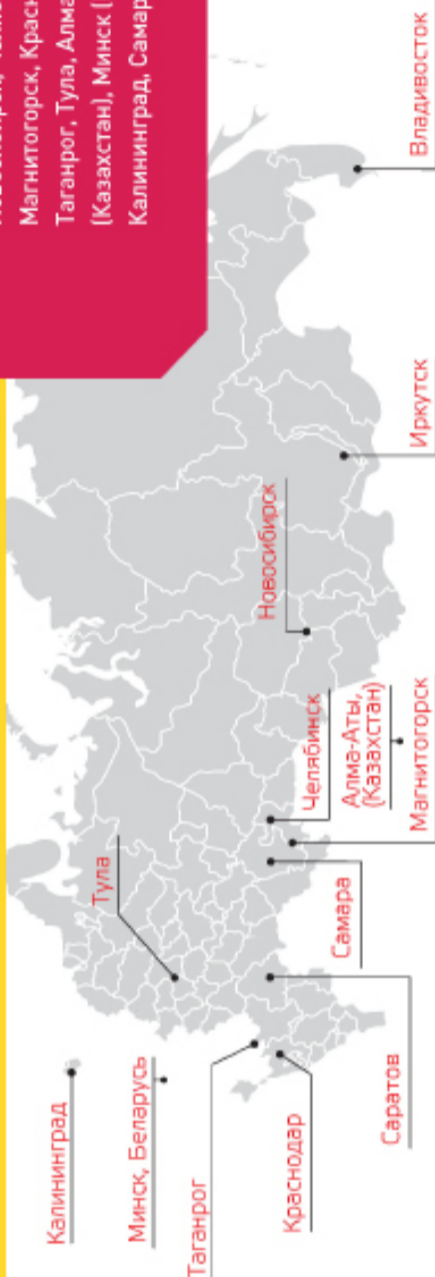 Магнитогорск, Крас
Таганрог, Тула, Алма
(Казахстан), Минск (
Калининград, Самар
Калининград
Минск, Беларусь
Таганрог
Краснодар
Саратов
Тула
Самара
Челябинск
Алма-Аты,
(Казахстан)
Магнитогорск
Новосибирск
Иркутск
Владивосток